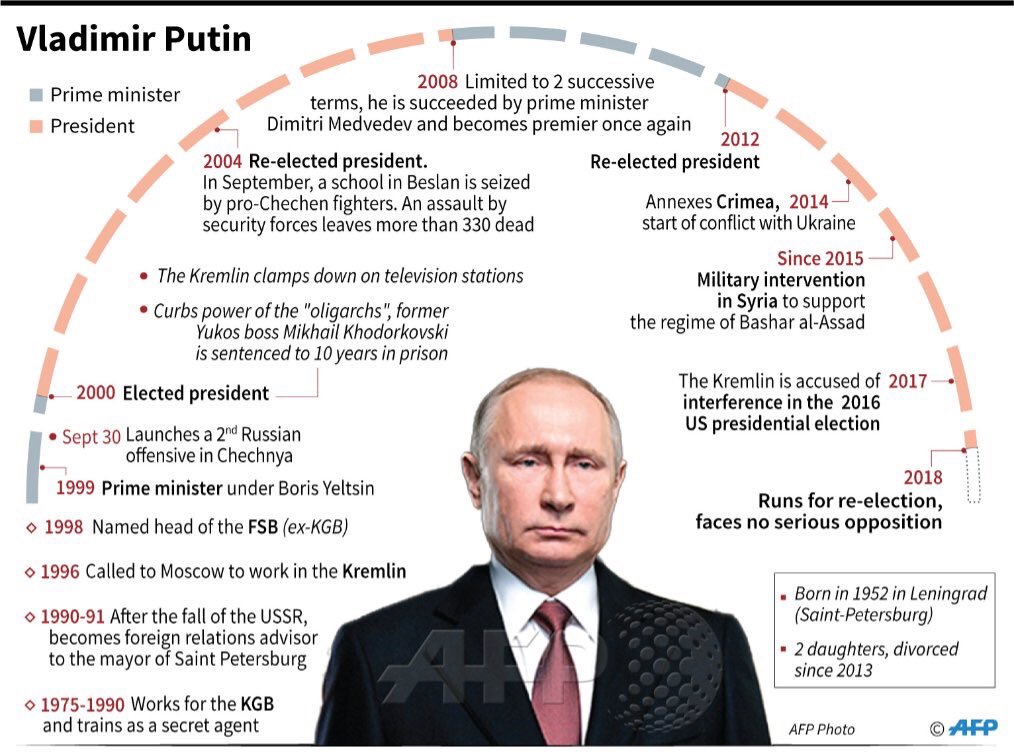 Vladimir Putin
Prime minister
President
2008 Limited to 2 successive
terms, he is succeeded by prime minister
Dimitri Medvedev and becomes premier once again
2004 Re-elected president.
In September, a school in Beslan is seized
by pro-Chechen fighters. An assault by
security forces leaves more than 330 dead
• The Kremlin clamps down on television stations
• Curbs power of the "oligarchs", former
Yukos boss Mikhail Khodorkovski
is sentenced to 10 years in prison
2000 Elected president
• Sept 30 Launches a 2nd Russian
offensive in Chechnya
1999 Prime minister under Boris Yeltsin
1998 Named head of the FSB (ex-KGB)
1996 Called to Moscow to work in the Kremlin
1990-91 After the fall of the USSR,
becomes foreign relations advisor
to the mayor of Saint Petersburg
1975-1990 Works for the KGB
and trains as a secret agent
2012
Re-elected president
Annexes Crimea, 2014
start of conflict with Ukraine
Since 2015
Military intervention
in Syria to support
the regime of Bashar al-Assad
The Kremlin is accused of 2017
interference in the 2016
US presidential election
2018
Runs for re-election,
faces no serious opposition
Born in 1952 in Leningrad
(Saint-Petersburg)
2 daughters, divorced
since 2013
AFP
AFP Photo
© AFP